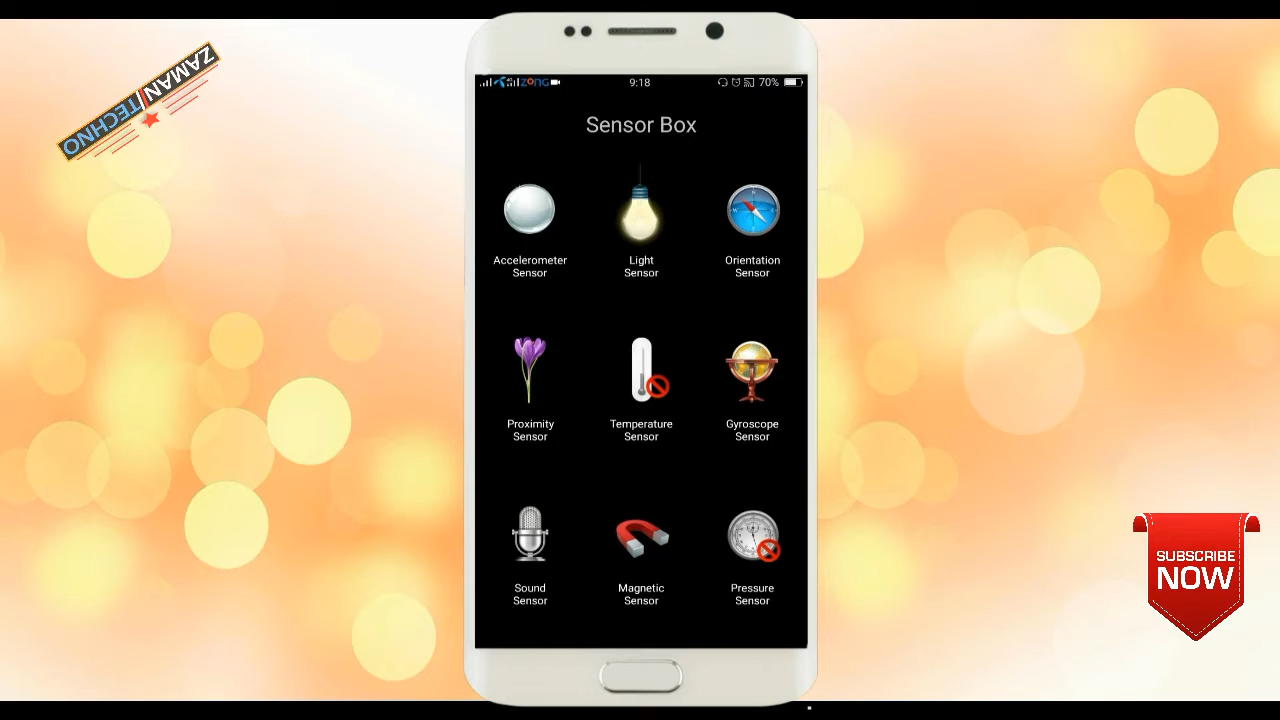 ZAMAN/TECHNO
ZONG
9:18
70%
Sensor Box
Accelerometer
Sensor
Light
Sensor
Orientation
Sensor
Proximity
Sensor
Temperature
Sensor
Gyroscope
Sensor
Sound
Sensor
Magnetic
Sensor
Pressure
Sensor
SUBSCRIBE
NOW